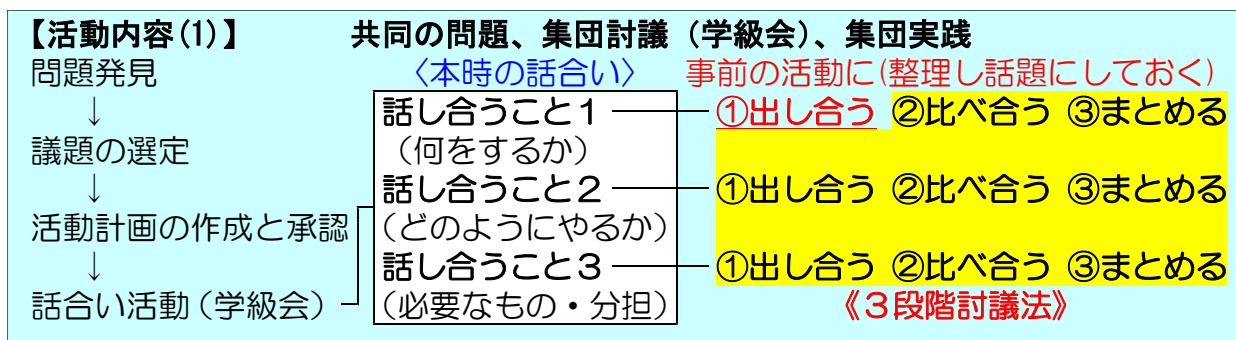 【活動内容(1)】 共同の問題、集団討議（学級会）、集団実践
問題発見 〈本時の話合い〉 事前の活動に(整理し話題にしておく)
↓ 話し合うこと１ ①出し合う ②比べ合う ③まとめる
議題の選定 （何をするか）
↓ 話し合うこと２ ①出し合う ②比べ合う ③まとめる
活動計画の作成と承認 （どのようにやるか）
↓ 話し合うこと３ ①出し合う ②比べ合う ③まとめる
話合い活動（学級会） （必要なもの・分担） 《３段階討議法》